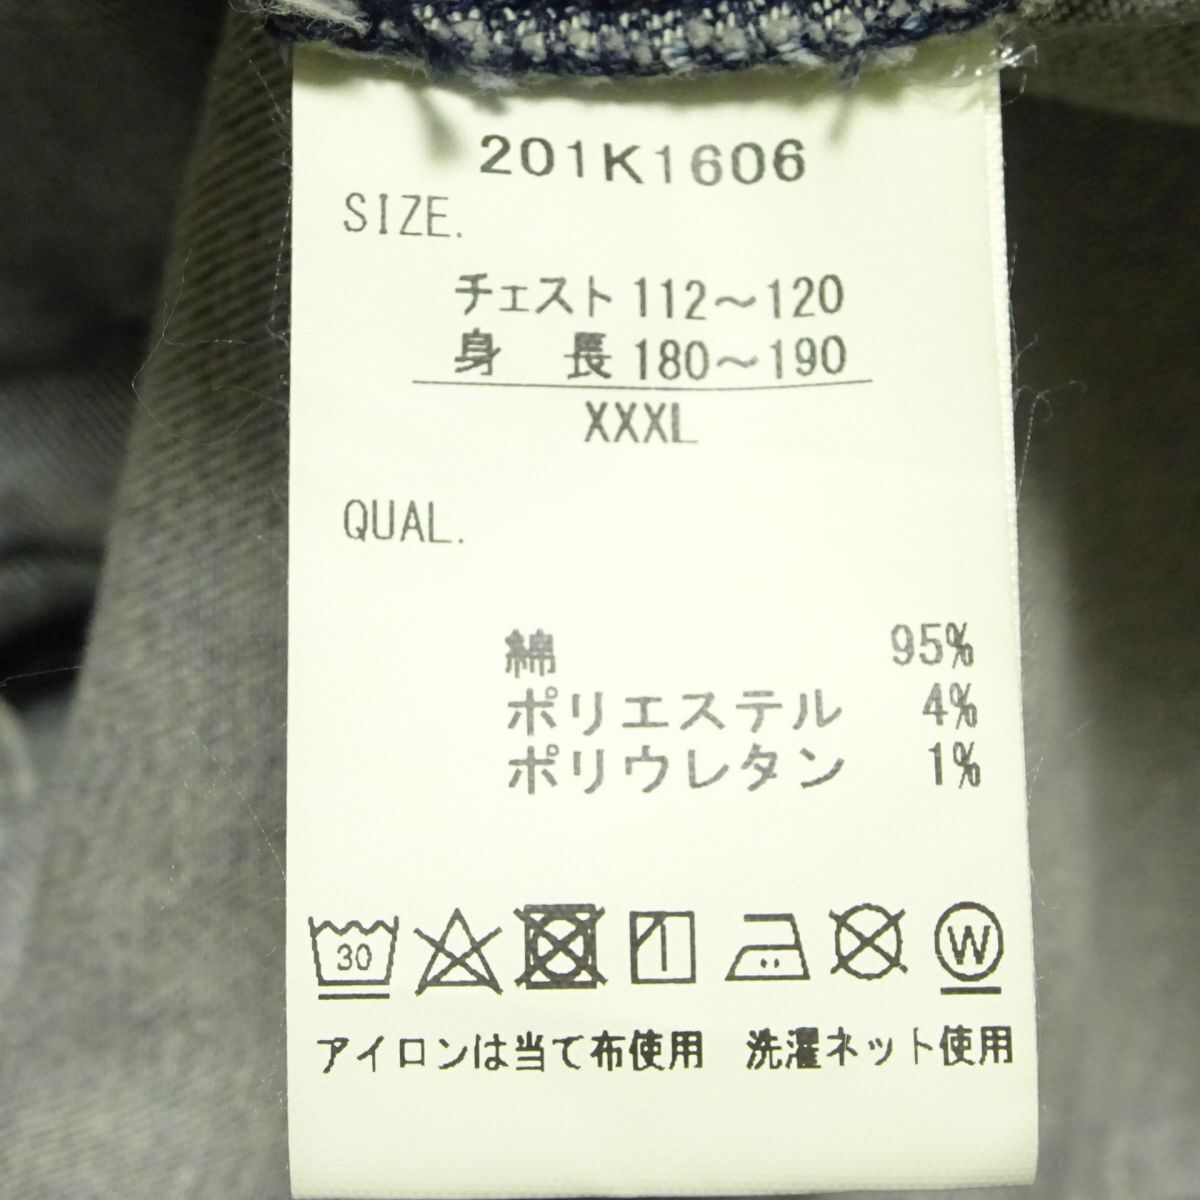 201K1606
SIZE.
チェスト 112〜120
身 長 180〜190
XXXL
QUAL.
綿 95%
ポリエステル 4%
ポリウレタン 1%
30 W
アイロンは当て布使用 洗濯ネット使用